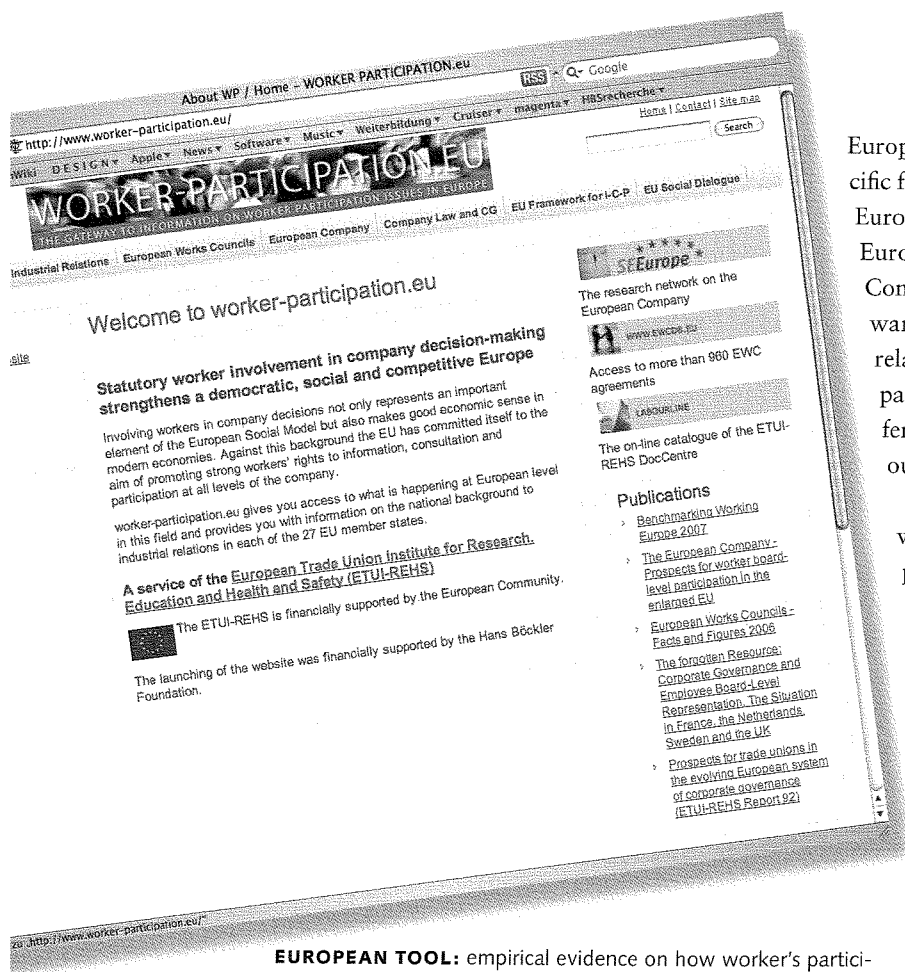 About WP / Home – WORKER PARTICIPATION.eu
http://www.worker-participation.eu/
RSS
Q- Google
Wiki DESIGN▾ Apple▾ News▾ Software▾ Music▾ Weiterbildung▾ Cruiser▾ magenta▾ HBSrecherche▾
Home | Contact | Site map
Search
WORKER-PARTICIPATION.EU
THE GATEWAY TO INFORMATION ON WORKER PARTICIPATION ISSUES IN EUROPE
Industrial Relations European Works Councils European Company Company Law and CG EU Framework for I-C-P EU Social Dialogue
Welcome to worker-participation.eu
Statutory worker involvement in company decision-making
strengthens a democratic, social and competitive Europe
Involving workers in company decisions not only represents an important
element of the European Social Model but also makes good economic sense in
modern economies. Against this background the EU has committed itself to the
aim of promoting strong workers' rights to information, consultation and
participation at all levels of the company.
worker-participation.eu gives you access to what is happening at European level
in this field and provides you with information on the national background to
industrial relations in each of the 27 EU member states.
A service of the European Trade Union Institute for Research,
Education and Health and Safety (ETUI-REHS)
The ETUI-REHS is financially supported by the European Community.
The launching of the website was financially supported by the Hans Böckler
Foundation.
SEEurope
The research network on the
European Company
WWW.EWCDB.EU
Access to more than 960 EWC
agreements
LABOURLINE
The on-line catalogue of the ETUI-
REHS DocCentre
Publications
› Benchmarking Working
Europe 2007
› The European Company -
Prospects for worker board-
level participation in the
enlarged EU
› European Works Councils -
Facts and Figures 2006
› The forgotten Resource:
Corporate Governance and
Employee Board-Level
Representation. The Situation
in France, the Netherlands,
Sweden and the UK
› Prospects for trade unions in
the evolving European system
of corporate governance
(ETUI-REHS Report 92)
zu „http://www.worker-participation.eu/"
EUROPEAN TOOL: empirical evidence on how worker's partici-
Europ
cific f
Euro
Euro
Con
war
rela
pa
fer
ou